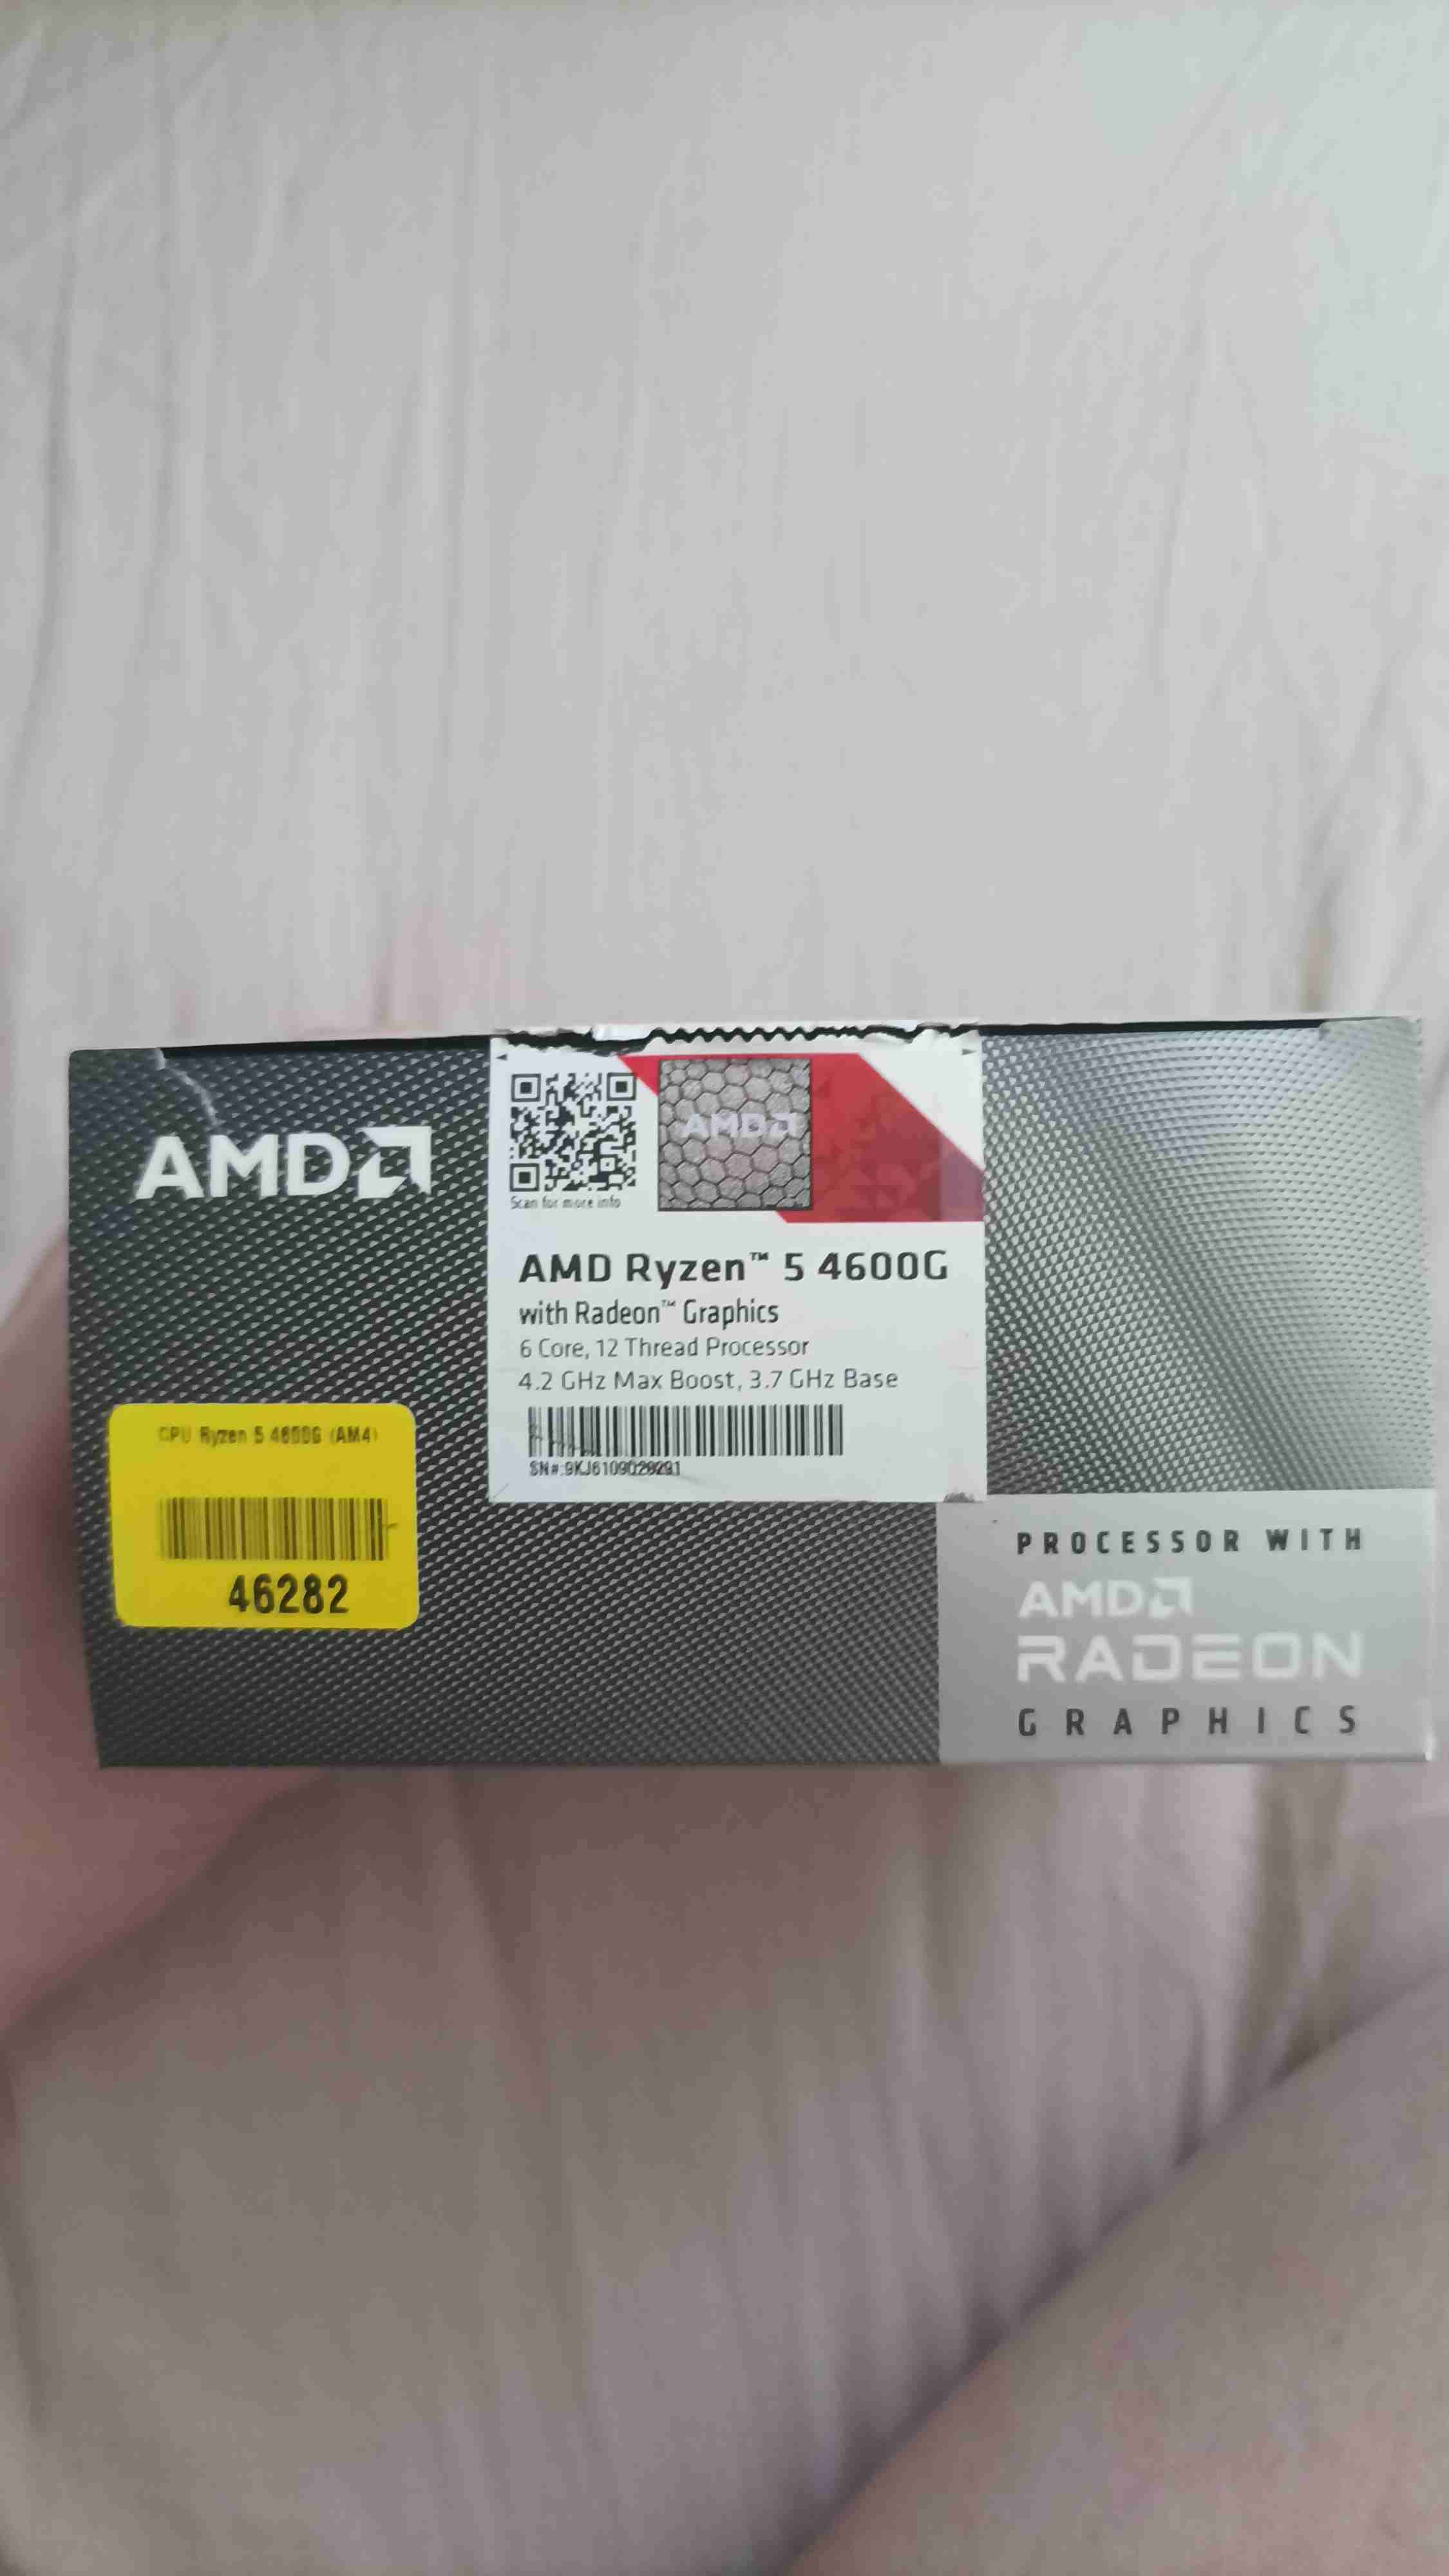 AMD
Scan for more info
AMD
AMD Ryzen™ 5 4600G
with Radeon™ Graphics
6 Core, 12 Thread Processor
4.2 GHz Max Boost, 3.7 GHz Base
SN#:9KJ6109Q20291
CPU Ryzen 5 4600G (AM4)
46282
PROCESSOR WITH
AMD
RADEON
GRAPHICS